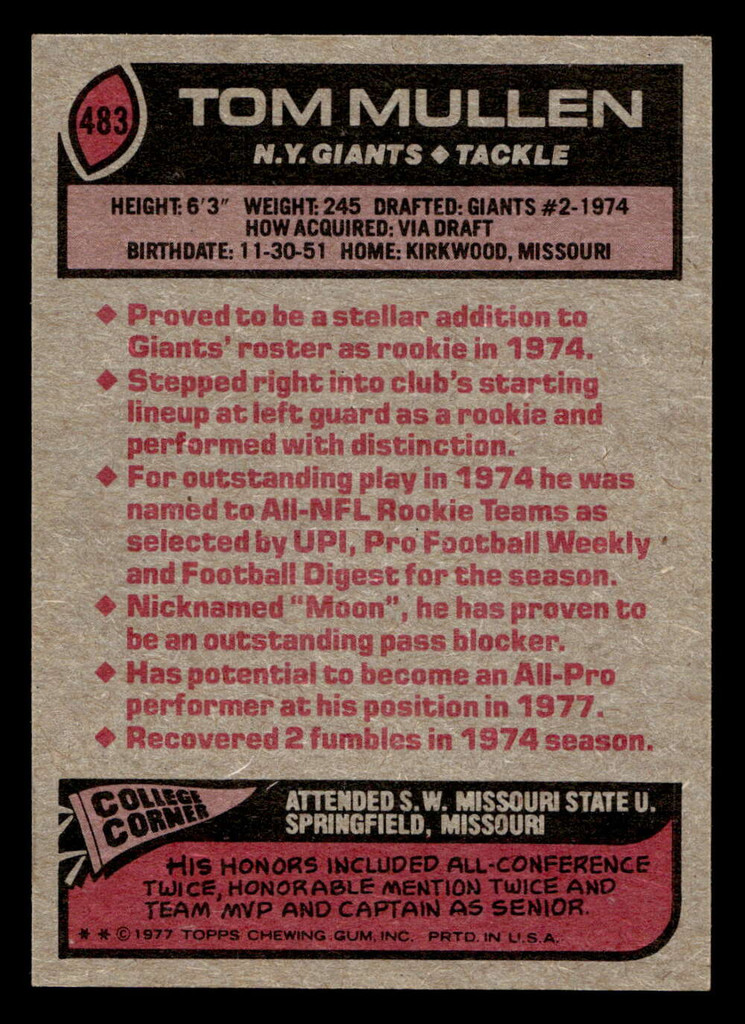 483
TOM MULLEN
N.Y. GIANTS ♦ TACKLE
HEIGHT: 6'3" WEIGHT: 245 DRAFTED: GIANTS #2-1974
HOW ACQUIRED: VIA DRAFT
BIRTHDATE: 11-30-51 HOME: KIRKWOOD, MISSOURI
♦ Proved to be a stellar addition to
Giants' roster as rookie in 1974.
♦ Stepped right into club's starting
lineup at left guard as a rookie and
performed with distinction.
♦ For outstanding play in 1974 he was
named to All-NFL Rookie Teams as
selected by UPI, Pro Football Weekly
and Football Digest for the season.
♦ Nicknamed "Moon", he has proven to
be an outstanding pass blocker.
♦ Has potential to become an All-Pro
performer at his position in 1977.
♦ Recovered 2 fumbles in 1974 season.
COLLEGE
CORNER
ATTENDED S.W. MISSOURI STATE U.
SPRINGFIELD, MISSOURI
HIS HONORS INCLUDED ALL-CONFERENCE
TWICE, HONORABLE MENTION TWICE AND
TEAM MVP AND CAPTAIN AS SENIOR.
* * © 1977 TOPPS CHEWING GUM, INC. PRTD. IN U.S.A.